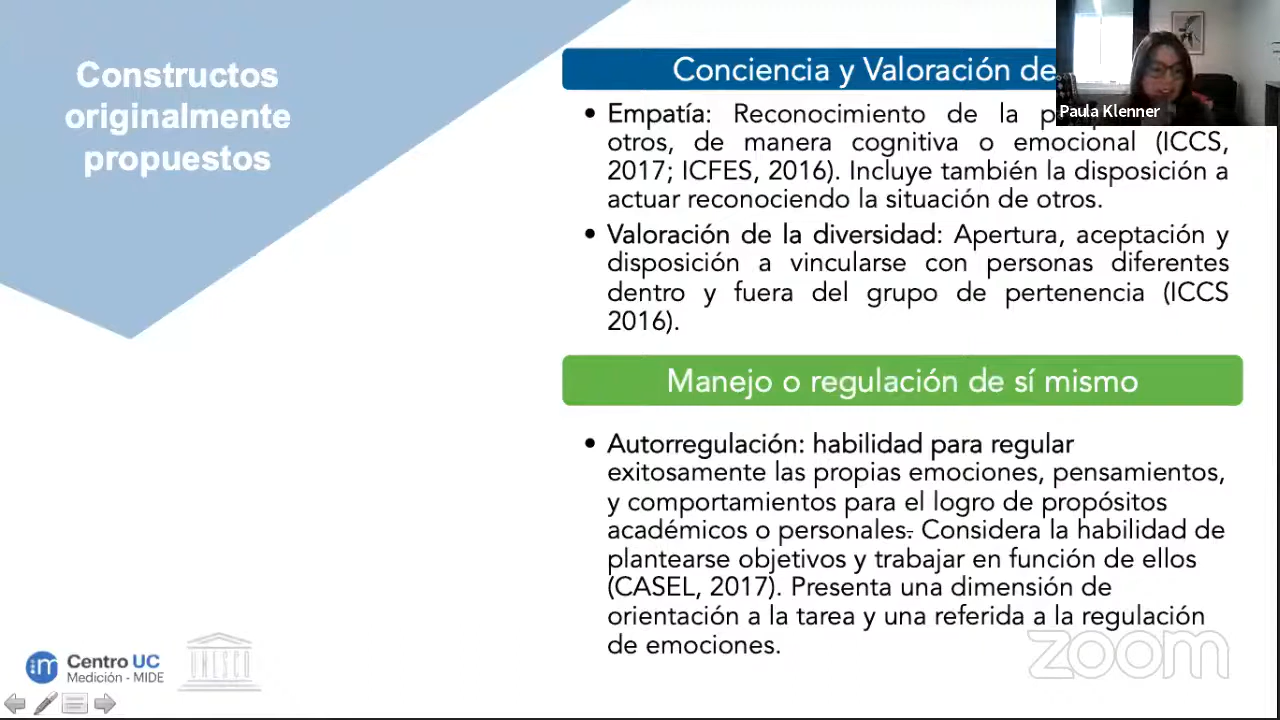 Constructos
originalmente
propuestos
Conciencia y Valoración de
Paula Klenner
• Empatía: Reconocimiento de la
otros, de manera cognitiva o emocional (ICCS,
2017; ICFES, 2016). Incluye también la disposición a
actuar reconociendo la situación de otros.
• Valoración de la diversidad: Apertura, aceptación y
disposición a vincularse con personas diferentes
dentro y fuera del grupo de pertenencia (ICCS
2016).
Manejo o regulación de sí mismo
• Autorregulación: habilidad para regular
exitosamente las propias emociones, pensamientos,
y comportamientos para el logro de propósitos
académicos o personales. Considera la habilidad de
plantearse objetivos y trabajar en función de ellos
(CASEL, 2017). Presenta una dimensión de
orientación a la tarea y una referida a la regulación
de emociones.
zoom
:m Centro UC
Medición - MIDE
UNESCO